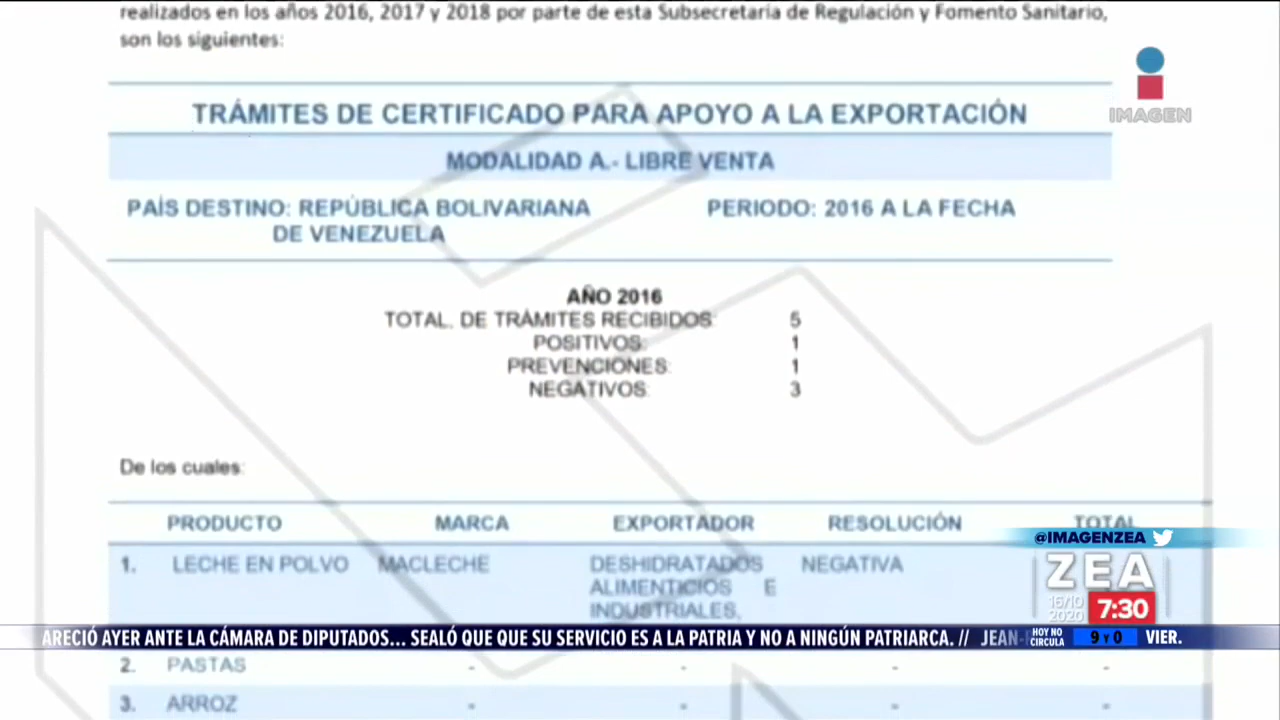 realizados en los años 2016, 2017 y 2018 por parte de esta Subsecretaría de Regulación y Fomento Sanitario,
son los siguientes:
IMAGEN
TRÁMITES DE CERTIFICADO PARA APOYO A LA EXPORTACIÓN
MODALIDAD A.- LIBRE VENTA
PAÍS DESTINO: REPÚBLICA BOLIVARIANA
DE VENEZUELA
PERIODO: 2016 A LA FECHA
AÑO 2016
TOTAL. DE TRÁMITES RECIBIDOS: 5
POSITIVOS: 1
PREVENCIONES: 1
NEGATIVOS: 3
De los cuales:
PRODUCTO MARCA EXPORTADOR RESOLUCIÓN TOTAL
1. LECHE EN POLVO MACLECHE DESHIDRATADOS NEGATIVA
ALIMENTICIOS E
INDUSTRIALES,
2. PASTAS - - - -
3. ARROZ - - - -
@IMAGENZEA
ZEA
16/10
2020
7:30
ARECIÓ AYER ANTE LA CÁMARA DE DIPUTADOS... SEALÓ QUE QUE SU SERVICIO ES A LA PATRIA Y NO A NINGÚN PATRIARCA. // JEAN-
HOY NO
CIRCULA
9 Y 0
VIER.